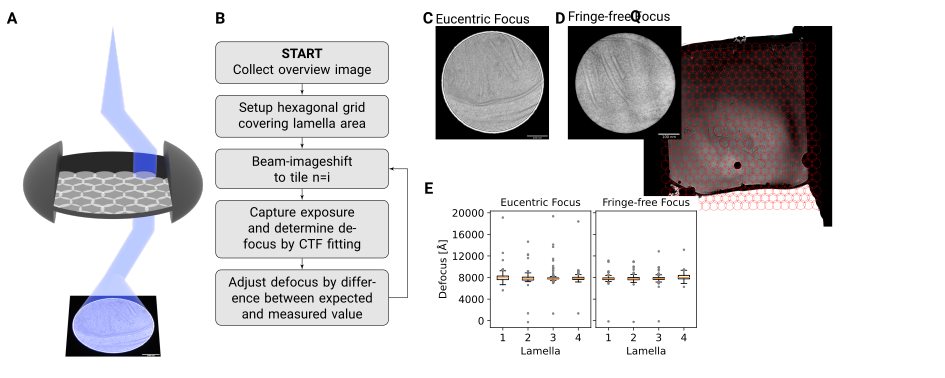 A
B
START
Collect overview image
Setup hexagonal grid
covering lamella area
Beam-imageshift
to tile n=i
Capture exposure
and determine de-
focus by CTF fitting
Adjust defocus by differ-
ence between expected
and measured value
C Eucentric Focus
D Fringe-free Focus
E
Eucentric Focus
Fringe-free Focus
Defocus [Å]
20000
16000
12000
8000
4000
0
1 2 3 4
1 2 3 4
Lamella
Lamella